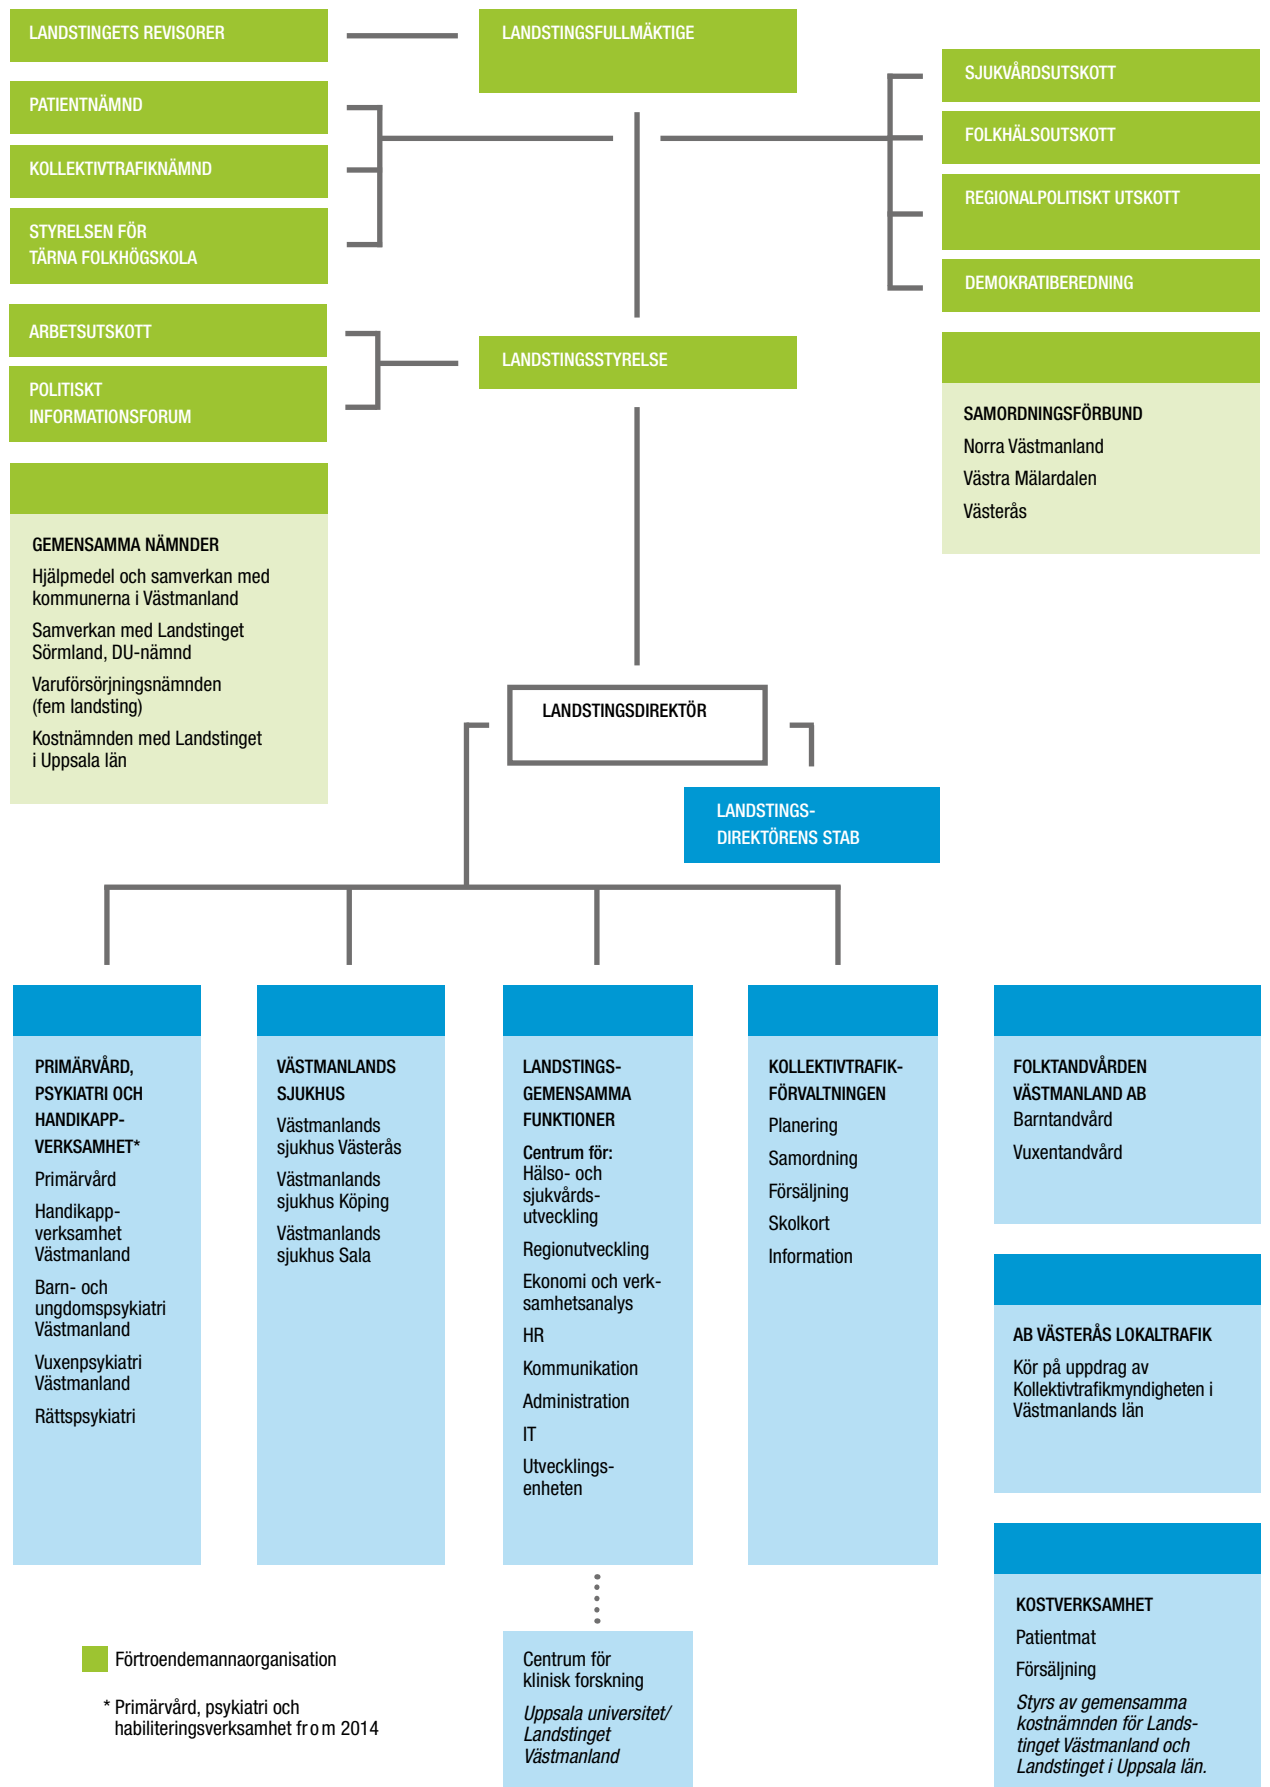 LANDSTINGETS REVISORER
LANDSTINGSFULLMÄKTIGE
PATIENTNÄMND
KOLLEKTIVTRAFIKNÄMND
STYRELSEN FÖR
TÄRNA FOLKHÖGSKOLA
SJUKVÅRDSUTSKOTT
FOLKHÄLSOUTSKOTT
REGIONALPOLITISKT UTSKOTT
DEMOKRATIBEREDNING
ARBETSUTSKOTT
POLITISKT
INFORMATIONSFORUM
LANDSTINGSSTYRELSE
SAMORDNINGSFÖRBUND
Norra Västmanland
Västra Mälardalen
Västerås
GEMENSAMMA NÄMNDER
Hjälpmedel och samverkan med
kommunerna i Västmanland
Samverkan med Landstinget
Sörmland, DU-nämnd
Varuförsörjningsnämnden
(fem landsting)
Kostnämnden med Landstinget
i Uppsala län
LANDSTINGSDIREKTÖR
LANDSTINGS-
DIREKTÖRENS STAB
PRIMÄRVÅRD,
PSYKIATRI OCH
HANDIKAPP-
VERKSAMHET*
Primärvård
Handikapp-
verksamhet
Västmanland
Barn- och
ungdomspsykiatri
Västmanland
Vuxenpsykiatri
Västmanland
Rättspsykiatri
VÄSTMANLANDS
SJUKHUS
Västmanlands
sjukhus Västerås
Västmanlands
sjukhus Köping
Västmanlands
sjukhus Sala
LANDSTINGS-
GEMENSAMMA
FUNKTIONER
Centrum för:
Hälso- och
sjukvårds-
utveckling
Regionutveckling
Ekonomi och verk-
samhetsanalys
HR
Kommunikation
Administration
IT
Utvecklings-
enheten
KOLLEKTIVTRAFIK-
FÖRVALTNINGEN
Planering
Samordning
Försäljning
Skolkort
Information
FOLKTANDVÅRDEN
VÄSTMANLAND AB
Barntandvård
Vuxentandvård
AB VÄSTERÅS LOKALTRAFIK
Kör på uppdrag av
Kollektivtrafikmyndigheten i
Västmanlands län
KOSTVERKSAMHET
Patientmat
Försäljning
Styrs av gemensamma
kostnämnden för Lands-
tinget Västmanland och
Landstinget i Uppsala län.
Centrum för
klinisk forskning
Uppsala universitet/
Landstinget
Västmanland
Förtroendemannaorganisation
* Primärvård, psykiatri och
habiliteringsverksamhet fr o m 2014